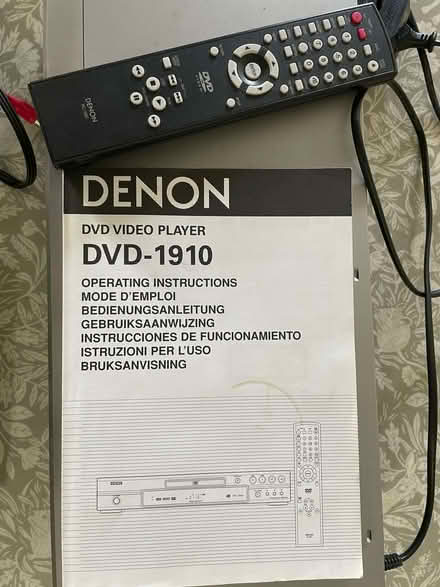 DENON
DVD
DENON
DVD VIDEO PLAYER
DVD-1910
OPERATING INSTRUCTIONS
MODE D'EMPLOI
BEDIENUNGSANLEITUNG
GEBRUIKSAANWIJZING
INSTRUCCIONES DE FUNCIONAMIENTO
ISTRUZIONI PER L'USO
BRUKSANVISNING
DENON